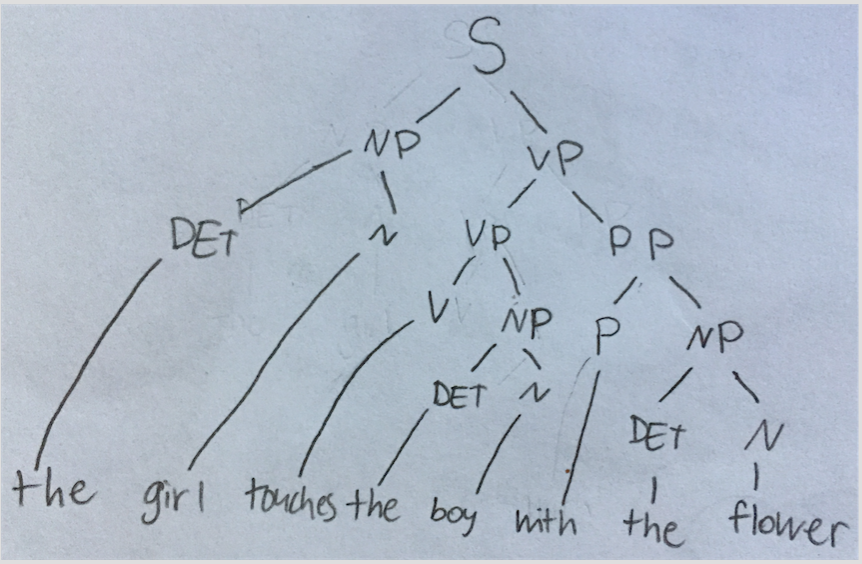 S
NP VP
DET N VP PP
V NP P NP
DET N DET N
the girl touches the boy with the flower